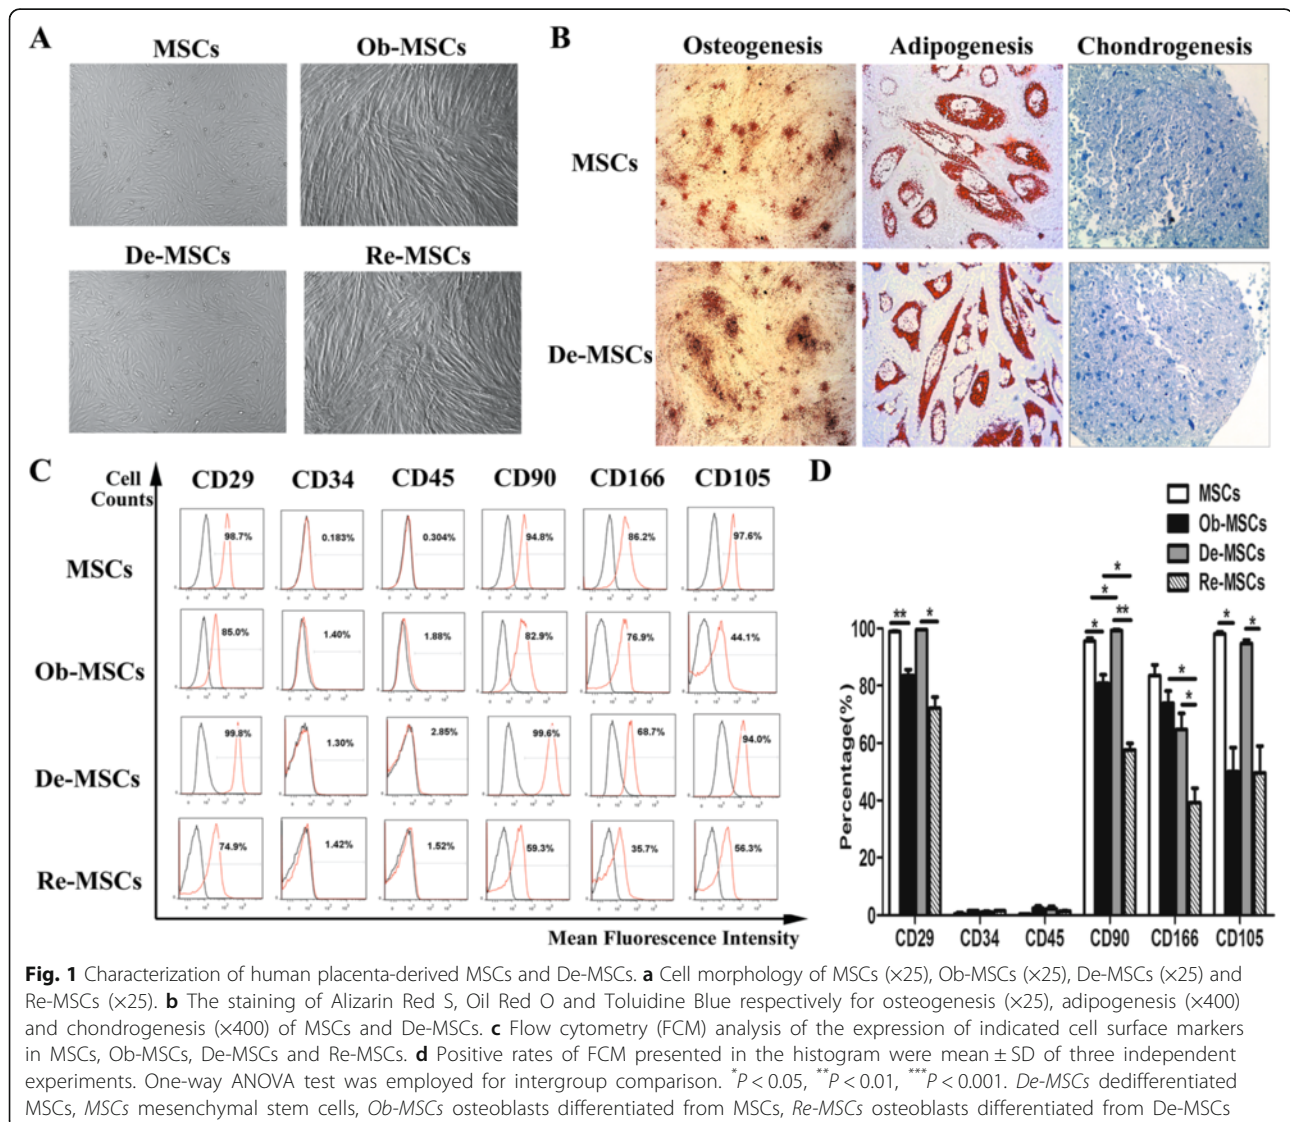 A
MSCs
Ob-MSCs
De-MSCs
Re-MSCs
B
Osteogenesis
Adipogenesis
Chondrogenesis
MSCs
De-MSCs
C
Cell
Counts
CD29
CD34
CD45
CD90
CD166
CD105
MSCs
98.7%
0.183%
0.304%
94.8%
86.2%
97.6%
Ob-MSCs
85.0%
1.40%
1.88%
82.9%
76.9%
44.1%
De-MSCs
99.8%
1.30%
2.85%
99.6%
68.7%
94.0%
Re-MSCs
74.9%
1.42%
1.52%
59.3%
35.7%
56.3%
Mean Fluorescence Intensity
D
MSCs
Ob-MSCs
De-MSCs
Re-MSCs
** * * * * ** * * * *
Percentage(%)
100
80
60
40
20
0
CD29
CD34
CD45
CD90
CD166
CD105
Fig. 1 Characterization of human placenta-derived MSCs and De-MSCs. a Cell morphology of MSCs (×25), Ob-MSCs (×25), De-MSCs (×25) and
Re-MSCs (×25). b The staining of Alizarin Red S, Oil Red O and Toluidine Blue respectively for osteogenesis (×25), adipogenesis (×400)
and chondrogenesis (×400) of MSCs and De-MSCs. c Flow cytometry (FCM) analysis of the expression of indicated cell surface markers
in MSCs, Ob-MSCs, De-MSCs and Re-MSCs. d Positive rates of FCM presented in the histogram were mean ± SD of three independent
experiments. One-way ANOVA test was employed for intergroup comparison. *P < 0.05, **P < 0.01, ***P < 0.001. De-MSCs dedifferentiated
MSCs, MSCs mesenchymal stem cells, Ob-MSCs osteoblasts differentiated from MSCs, Re-MSCs osteoblasts differentiated from De-MSCs